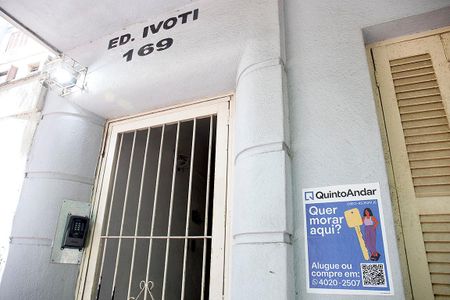 ED. IVOTI
169
QuintoAndar
Quer
morar
aqui?
Alugue ou
compre em:
4020-2507